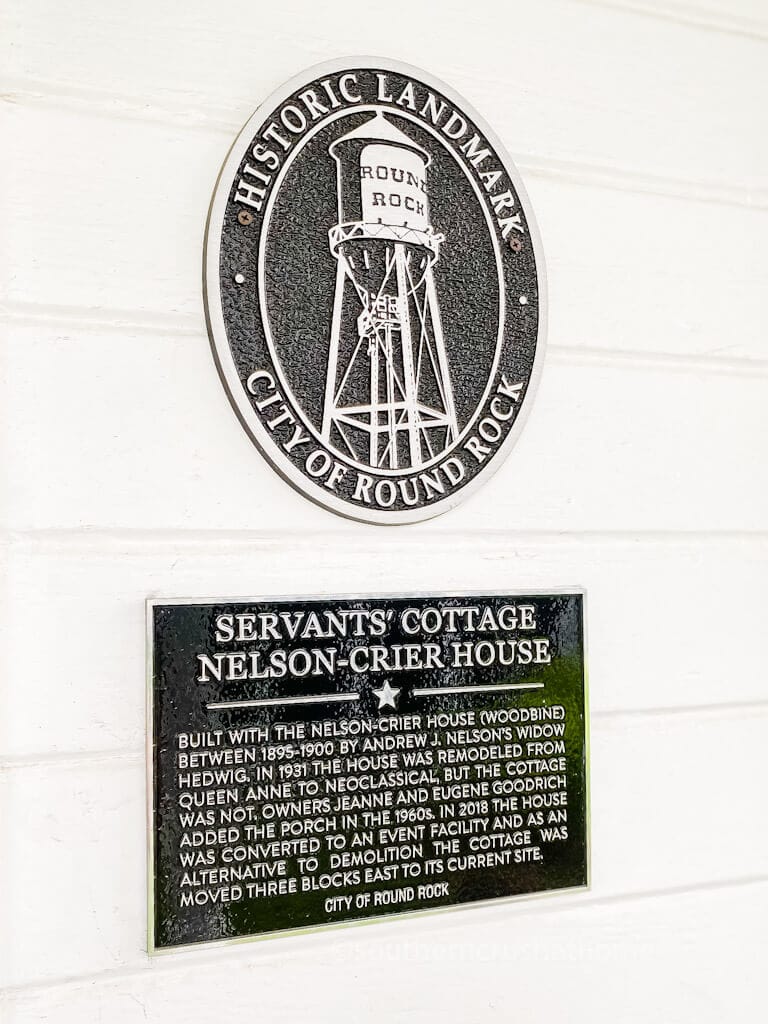 HISTORIC LANDMARK
ROUND
ROCK
CITY OF ROUND ROCK
SERVANTS' COTTAGE
NELSON-CRIER HOUSE
BUILT WITH THE NELSON-CRIER HOUSE (WOODBINE)
BETWEEN 1895-1900 BY ANDREW J. NELSON'S WIDOW
HEDWIG. IN 1931 THE HOUSE WAS REMODELED FROM
QUEEN ANNE TO NEOCLASSICAL, BUT THE COTTAGE
WAS NOT. OWNERS JEANNE AND EUGENE GOODRICH
ADDED THE PORCH IN THE 1960s. IN 2018 THE HOUSE
WAS CONVERTED TO AN EVENT FACILITY AND AS AN
ALTERNATIVE TO DEMOLITION THE COTTAGE WAS
MOVED THREE BLOCKS EAST TO ITS CURRENT SITE.
CITY OF ROUND ROCK